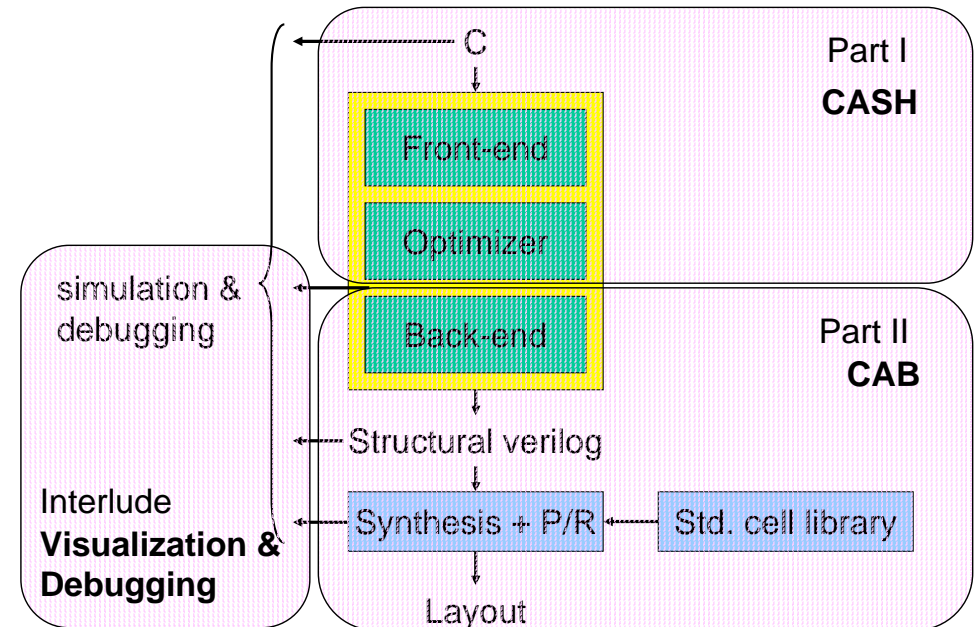 C
Part I
CASH
Front-end
Optimizer
simulation &
debugging
Back-end
Part II
CAB
Structural verilog
Interlude
Visualization &
Debugging
Synthesis + P/R
Std. cell library
Layout